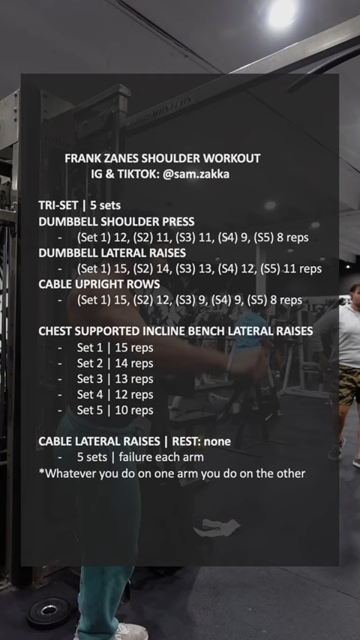 FRANK ZANES SHOULDER WORKOUT
IG & TIKTOK: @sam.zakka
TRI-SET | 5 sets
DUMBBELL SHOULDER PRESS
- (Set 1) 12, (S2) 11, (S3) 11, (S4) 9, (S5) 8 reps
DUMBBELL LATERAL RAISES
- (Set 1) 15, (S2) 14, (S3) 13, (S4) 12, (S5) 11 reps
CABLE UPRIGHT ROWS
- (Set 1) 15, (S2) 12, (S3) 9, (S4) 9, (S5) 8 reps
CHEST SUPPORTED INCLINE BENCH LATERAL RAISES
- Set 1 | 15 reps
- Set 2 | 14 reps
- Set 3 | 13 reps
- Set 4 | 12 reps
- Set 5 | 10 reps
CABLE LATERAL RAISES | REST: none
- 5 sets | failure each arm
*Whatever you do on one arm you do on the other